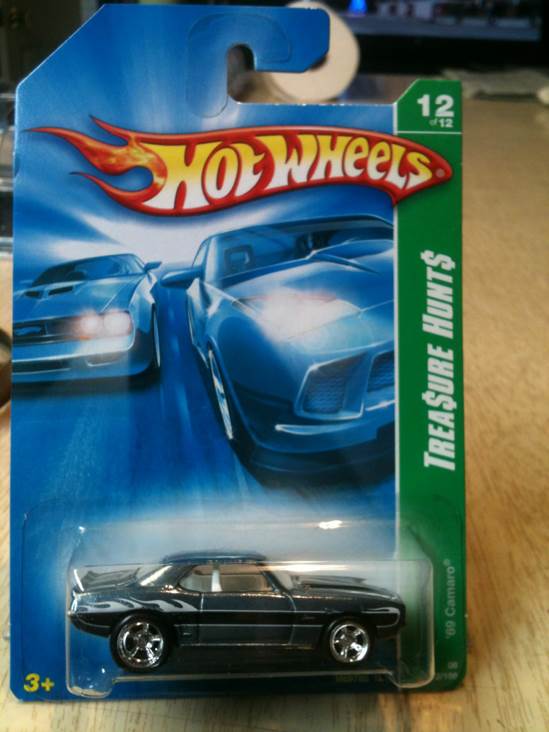 12
of 12
HOT WHEELS®
TREA$URE HUNT$
'69 Camaro®
3+